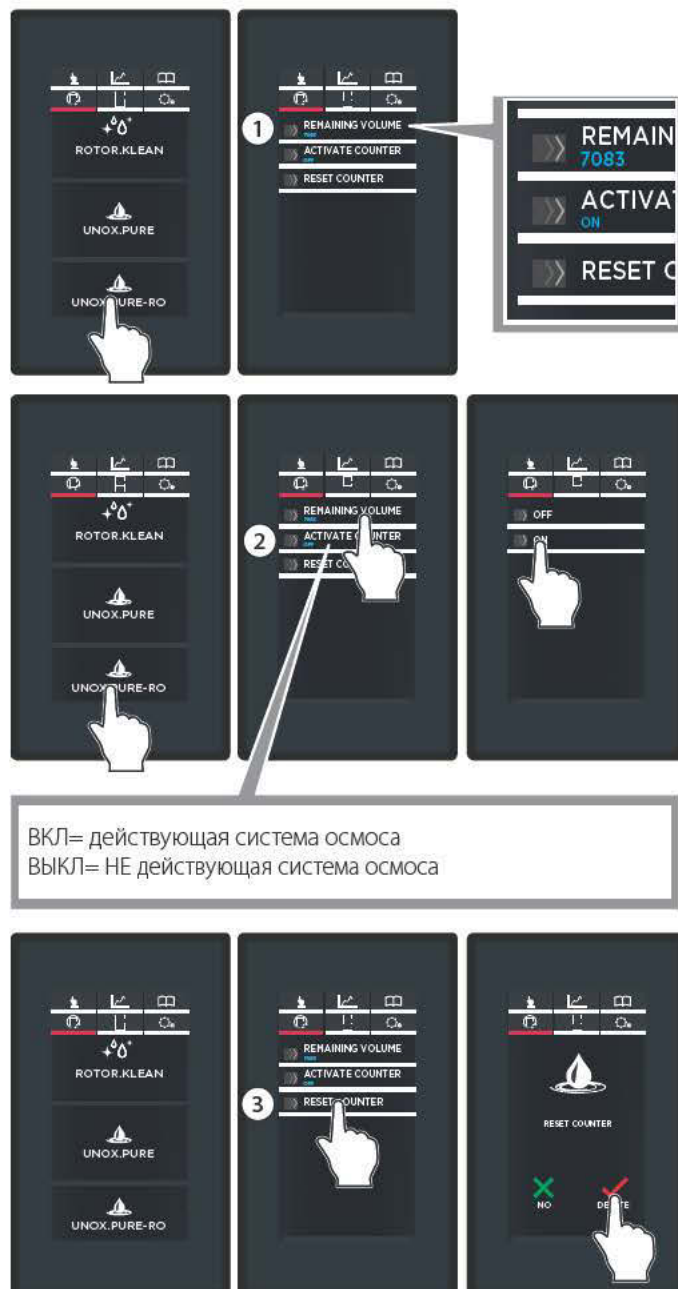 ROTOR.KLEAN
UNOX.PURE
UNOX.PURE-RO
1
REMAINING VOLUME
7083
ACTIVATE COUNTER
OFF
RESET COUNTER
REMAIN
7083
ACTIVAT
ON
RESET C
ROTOR.KLEAN
UNOX.PURE
UNOX.PURE-RO
2
REMAINING VOLUME
7083
ACTIVATE COUNTER
OFF
RESET CO
OFF
ON
ВКЛ= действующая система осмоса
ВЫКЛ= НЕ действующая система осмоса
ROTOR.KLEAN
UNOX.PURE
UNOX.PURE-RO
3
REMAINING VOLUME
ACTIVATE COUNTER
OFF
RESET COUNTER
RESET COUNTER
NO
DELETE